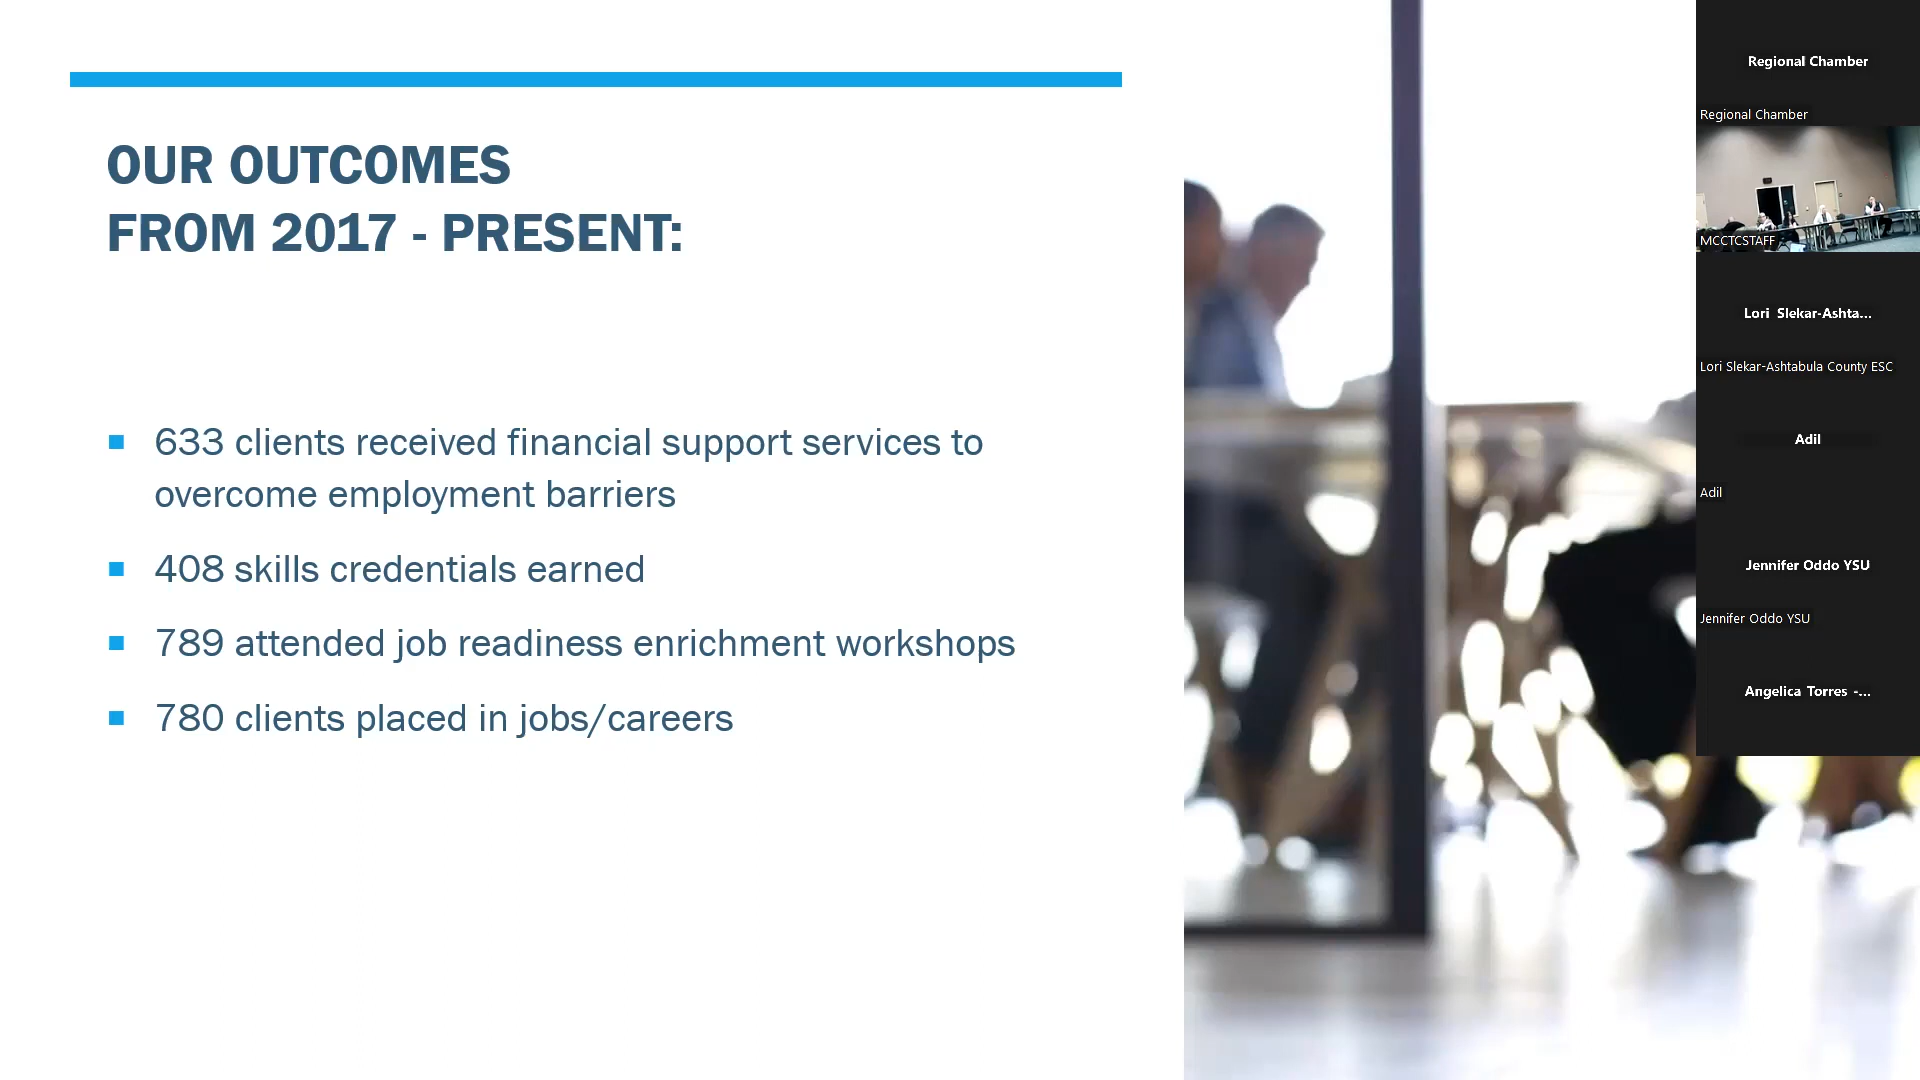 OUR OUTCOMES
FROM 2017 - PRESENT:
633 clients received financial support services to
overcome employment barriers
408 skills credentials earned
789 attended job readiness enrichment workshops
780 clients placed in jobs/careers
Regional Chamber
Regional Chamber
MCCTCSTAFF
Lori Slekar-Ashta...
Lori Slekar-Ashtabula County ESC
Adil
Adil
Jennifer Oddo YSU
Jennifer Oddo YSU
Angelica Torres -...